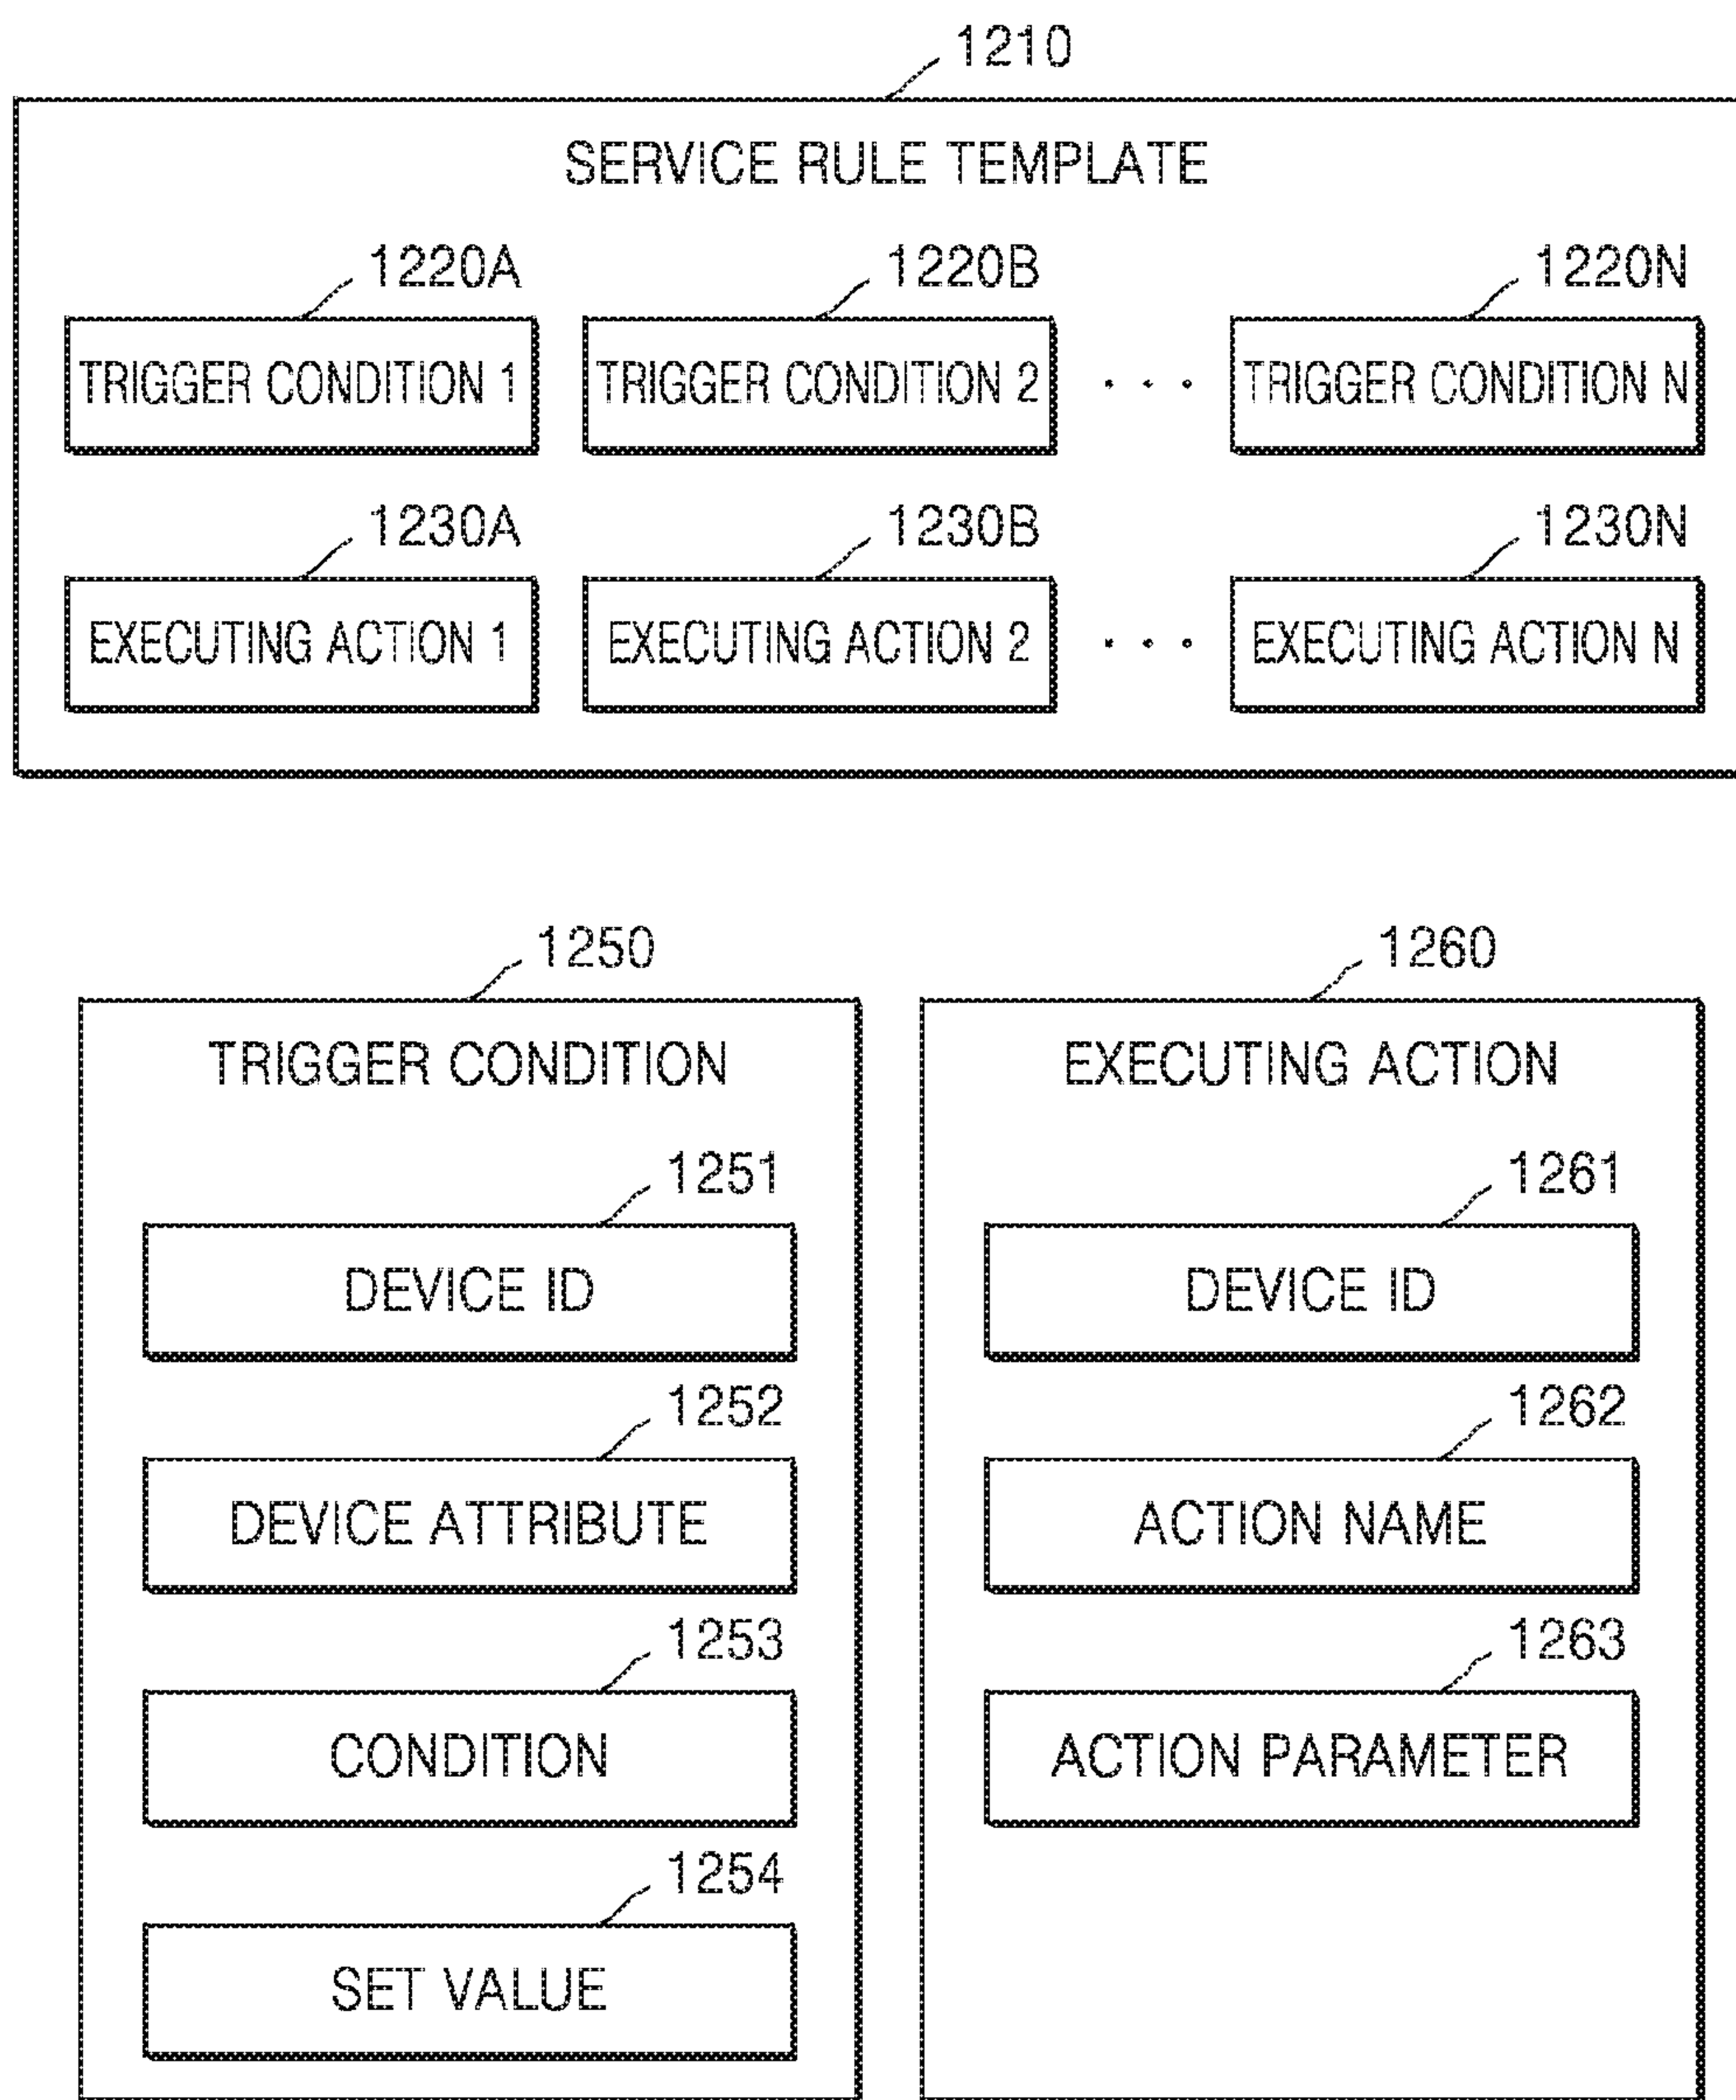 1210
SERVICE RULE TEMPLATE
1220A 1220B 1220N
TRIGGER CONDITION 1 TRIGGER CONDITION 2 · · · TRIGGER CONDITION N
1230A 1230B 1230N
EXECUTING ACTION 1 EXECUTING ACTION 2 · · · EXECUTING ACTION N
1250
TRIGGER CONDITION
1251
DEVICE ID
1252
DEVICE ATTRIBUTE
1253
CONDITION
1254
SET VALUE
1260
EXECUTING ACTION
1261
DEVICE ID
1262
ACTION NAME
1263
ACTION PARAMETER